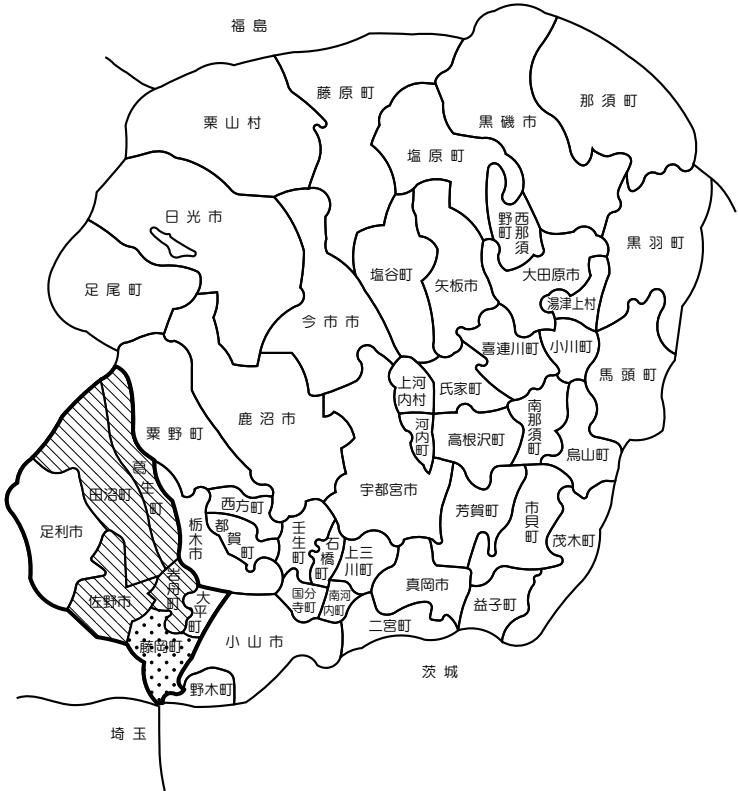 福島
藤原町
那須町
栗山村
黒磯市
塩原町
日光市
西那須
野町
黒羽町
足尾町
塩谷町
矢板市
大田原市
湯津上村
今市市
喜連川町
小川町
馬頭町
上河
内村
氏家町
粟野町
鹿沼市
河内町
高根沢町
南那須町
烏山町
葛生町
田沼町
宇都宮市
西方町
芳賀町
市貝町
茂木町
足利市
栃木市
都賀町
壬生町
石橋町
上三
川町
真岡市
岩舟町
大平町
佐野市
国分
寺町
南河
内町
益子町
藤岡町
小山市
二宮町
野木町
茨城
埼玉